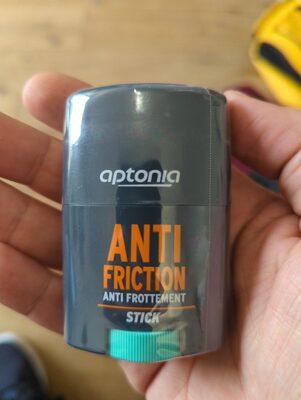 aptonia
ANTI
FRICTION
ANTI FROTTEMENT
STICK